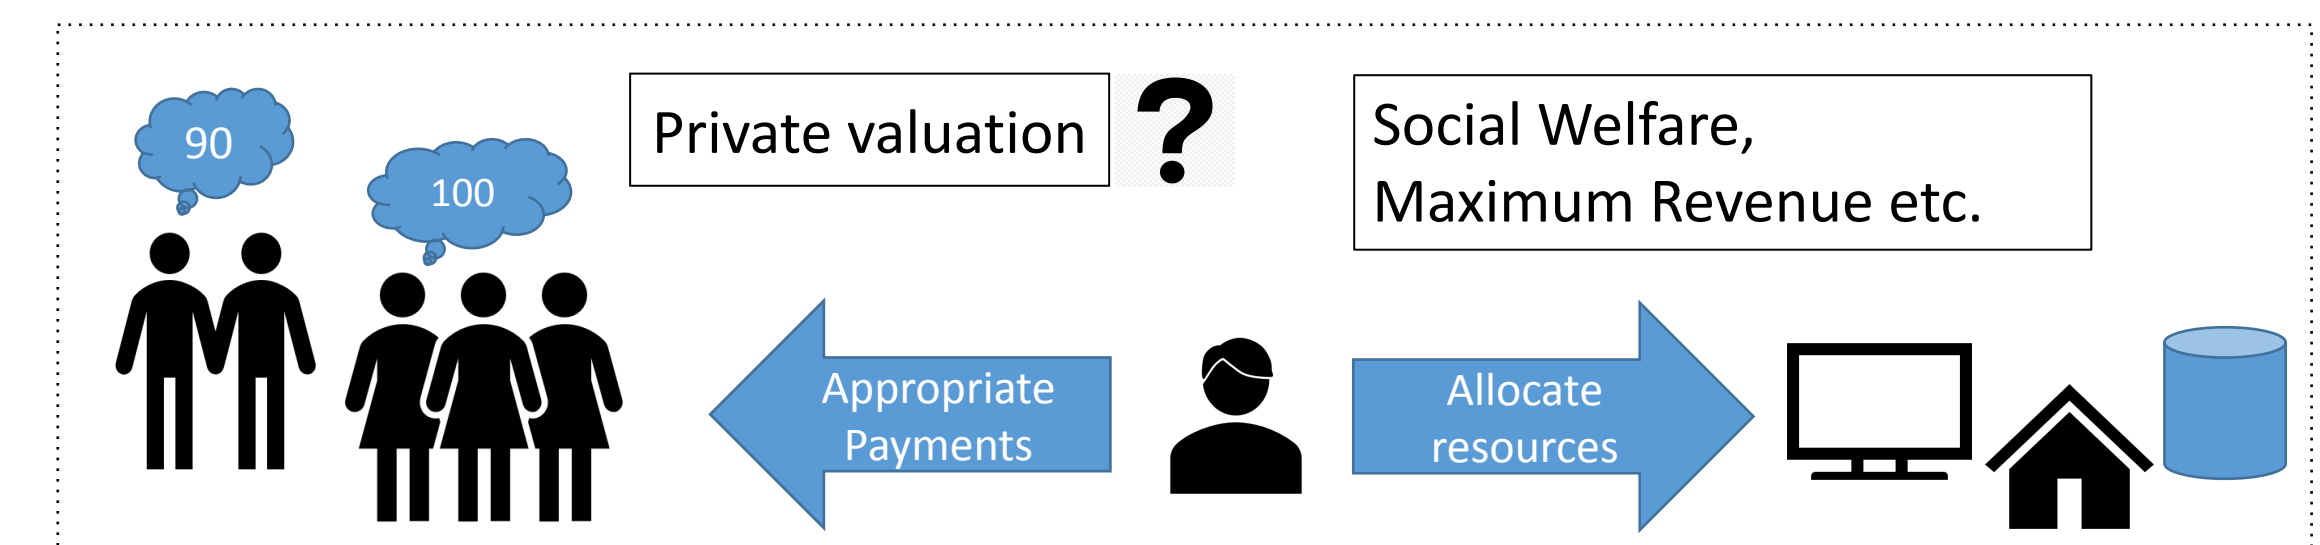 90
100
Private valuation
?
Social Welfare,
Maximum Revenue etc.
Appropriate
Payments
Allocate
resources